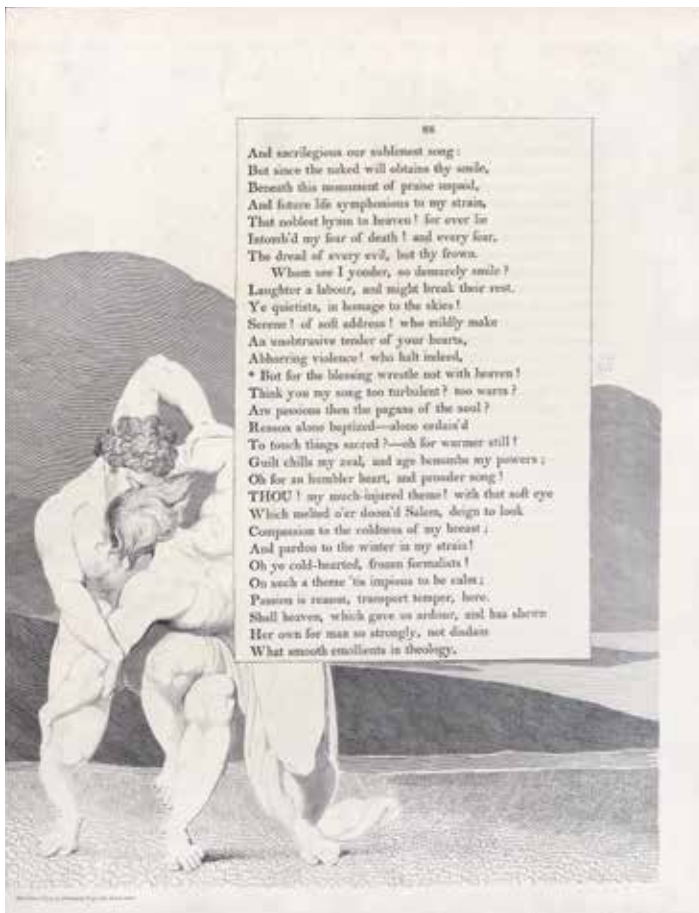 88
And sacrilegious our sublimest song:
But since the naked will obtains thy smile,
Beneath this monument of praise unpaid,
And future life symphonious to my strain,
That noblest hymn to heaven! for ever lie
Intomb'd my fear of death! and every fear,
The dread of every evil, but thy frown.
Whom see I yonder, so demurely smile?
Laughter a labour, and might break their rest.
Ye quietists, in homage to the skies!
Serene! of soft address! who mildly make
An unobtrusive tender of your hearts,
Abhorring violence! who halt indeed,
* But for the blessing wrestle not with heaven!
Think you my song too turbulent? too warm?
Are passions then the pagans of the soul?
Reason alone baptized—alone ordain'd
To touch things sacred?—oh for warmer still!
Guilt chills my zeal, and age benumbs my powers;
Oh for an humbler heart, and prouder song!
THOU! my much-injured theme! with that soft eye
Which melted o'er doom'd Salem, deign to look
Compassion to the coldness of my breast;
And pardon to the winter in my strain!
Oh ye cold-hearted, frozen formalists!
On such a theme 'tis impious to be calm;
Passion is reason, transport temper, here.
Shall heaven, which gave us ardour, and has shewn
Her own for man so strongly, not disdain
What smooth emollients in theology,